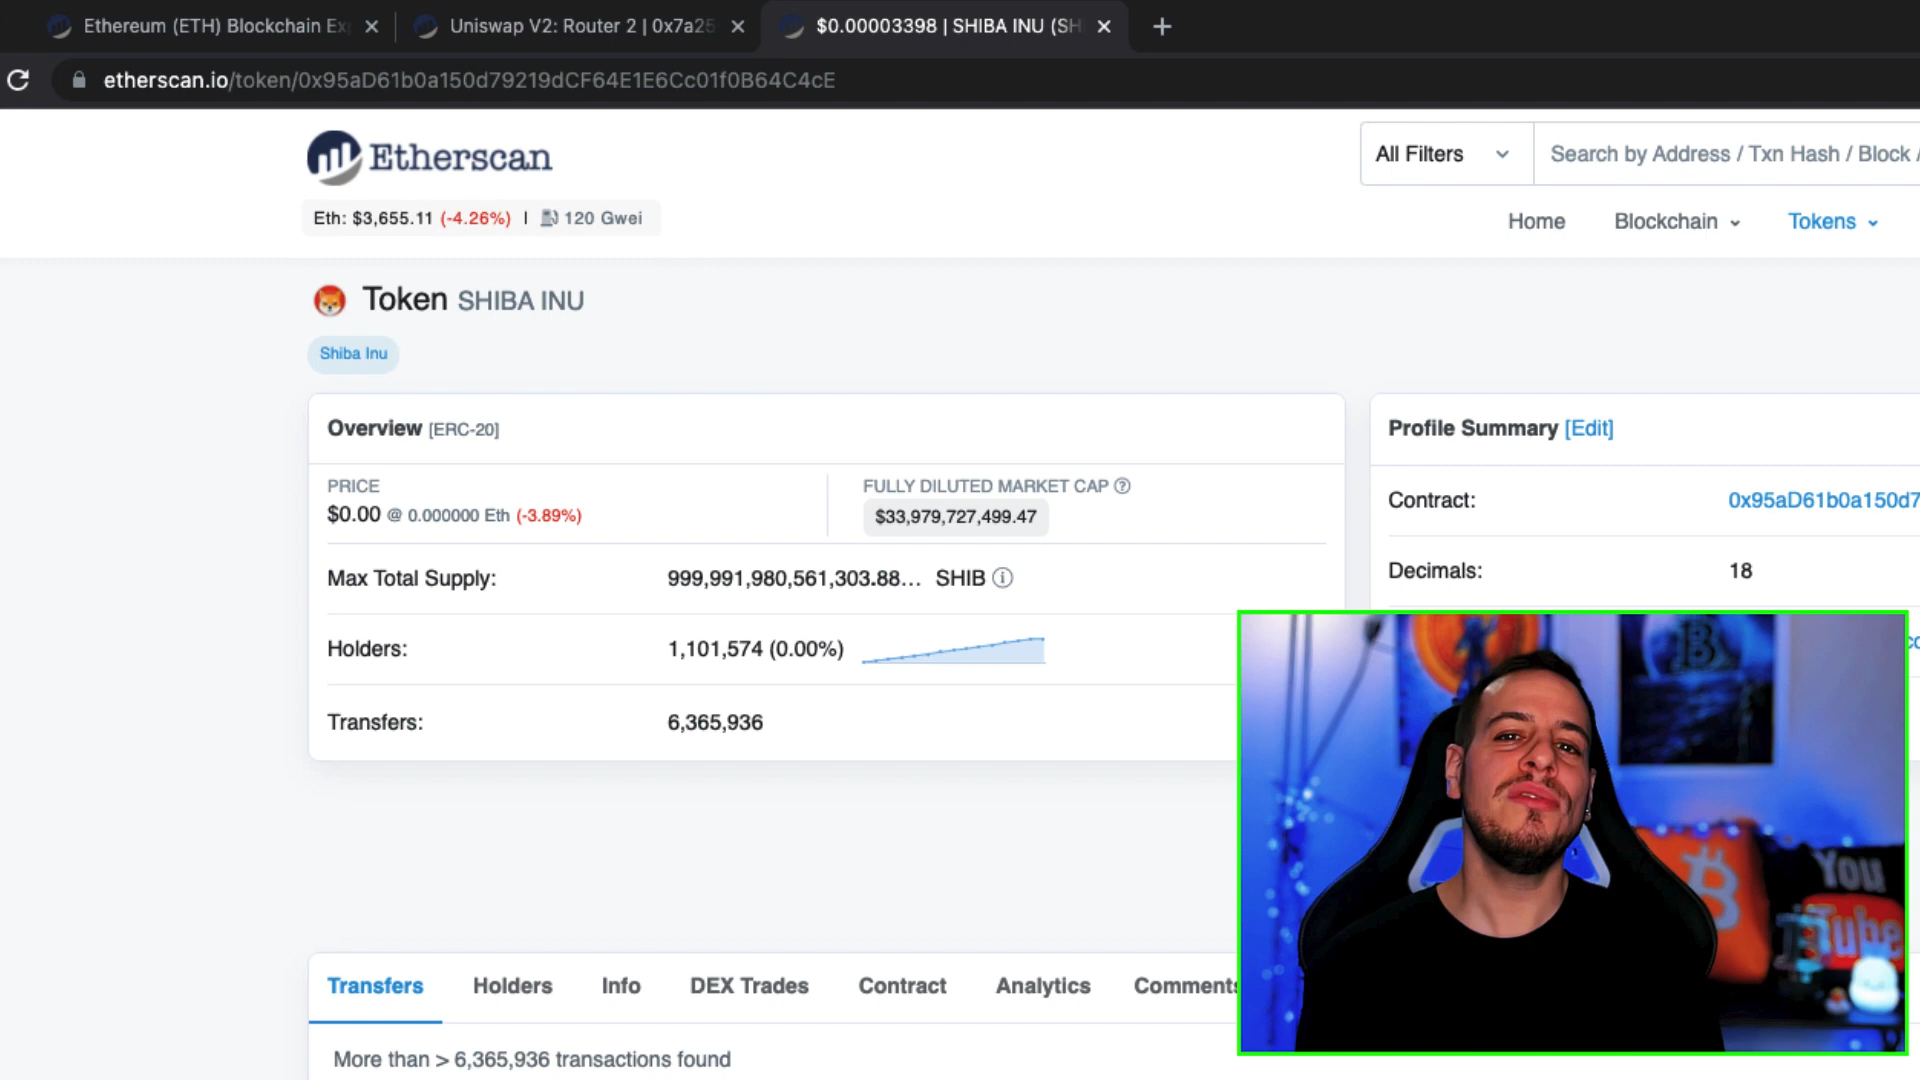 Ethereum (ETH) Blockchain Ex
Uniswap V2: Router 2 | 0x7a25
$0.00003398 | SHIBA INU (SH
etherscan.io/token/0x95aD61b0a150d79219dCF64E1E6Cc01f0B64C4cE
Etherscan
All Filters
Search by Address / Txn Hash / Block /
Eth: $3,655.11 (-4.26%) | 120 Gwei
Home
Blockchain
Tokens
Token SHIBA INU
Shiba Inu
Overview [ERC-20]
Profile Summary [Edit]
PRICE
$0.00 @ 0.000000 Eth (-3.89%)
FULLY DILUTED MARKET CAP
$33,979,727,499.47
Contract:
0x95aD61b0a150d7
Max Total Supply:
999,991,980,561,303.88... SHIB
Decimals:
18
Holders:
1,101,574 (0.00%)
Transfers:
6,365,936
You
Tube
Transfers
Holders
Info
DEX Trades
Contract
Analytics
Comments
More than > 6,365,936 transactions found